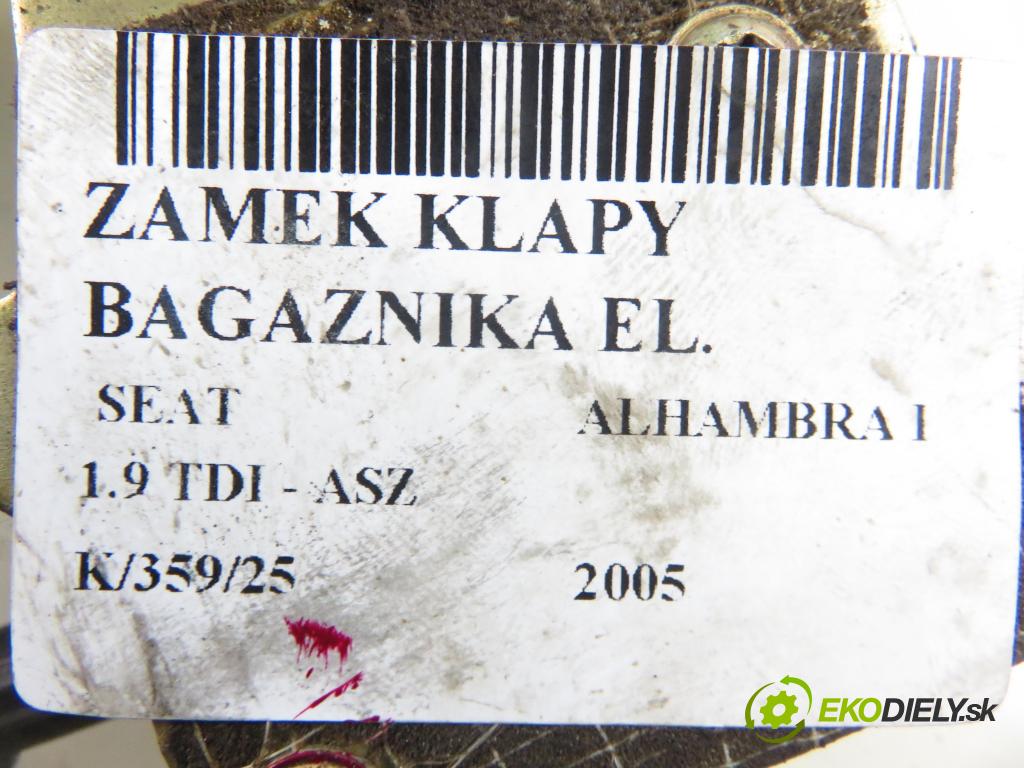 ZAMEK KLAPY
BAGAZNIKA EL.
SEAT ALHAMBRA I
1.9 TDI - ASZ
K/359/25 2005
EKODIELY.sk